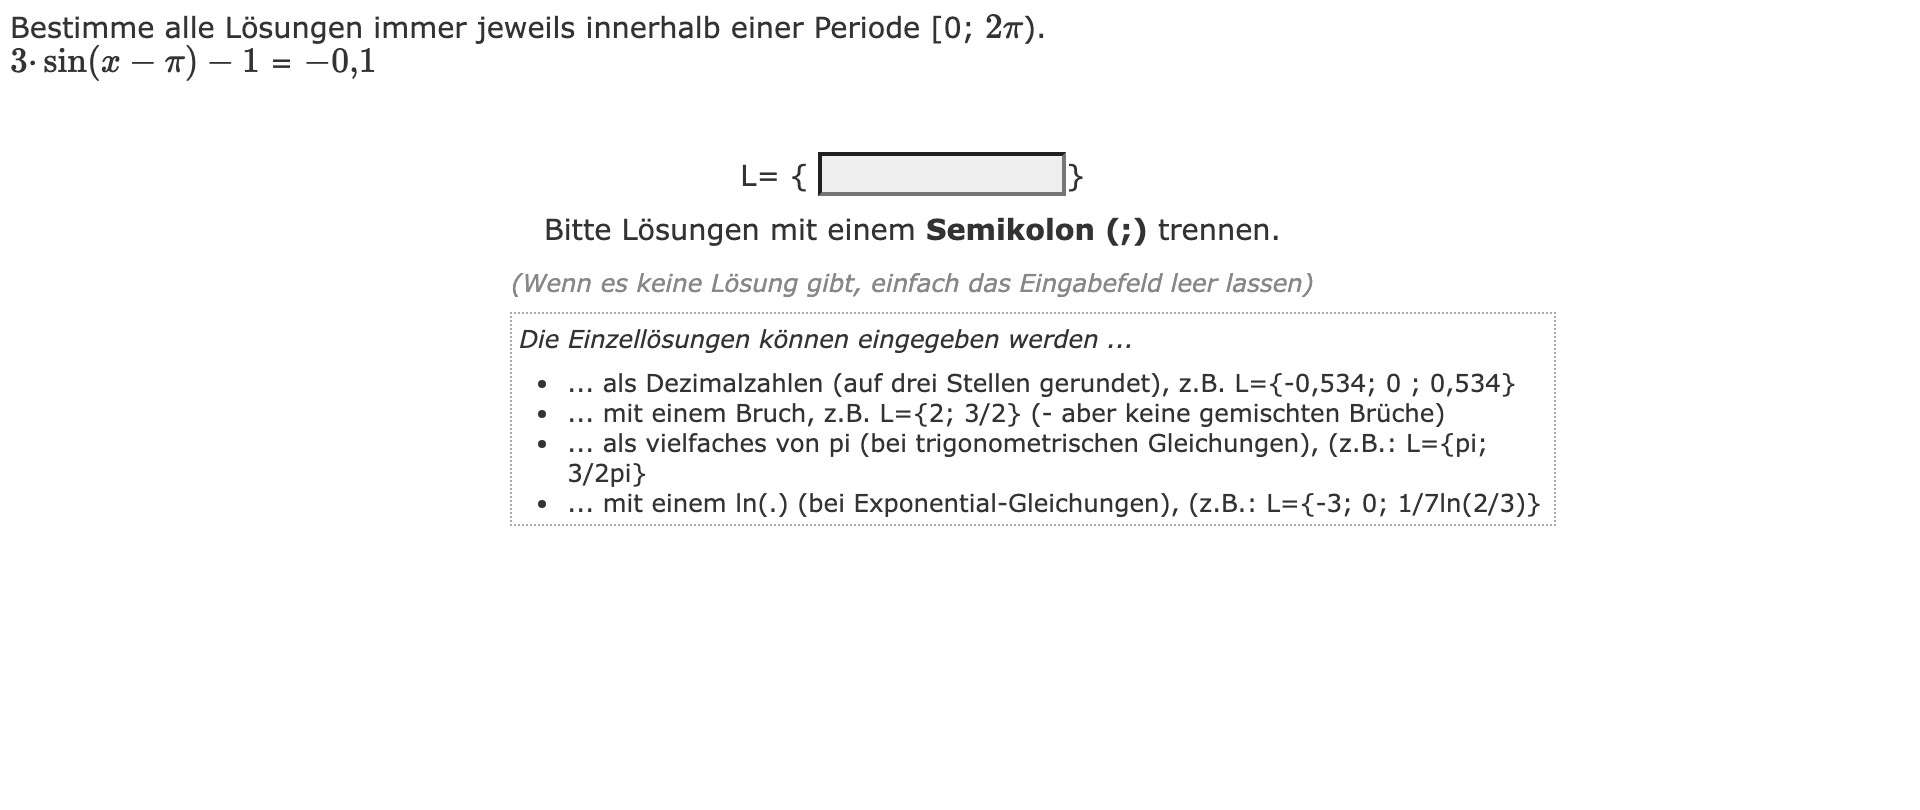 Bestimme alle Lösungen immer jeweils innerhalb einer Periode [0; 2π).
3· sin(x − π) − 1 = −0,1
L= { }
Bitte Lösungen mit einem Semikolon (;) trennen.
(Wenn es keine Lösung gibt, einfach das Eingabefeld leer lassen)
Die Einzellösungen können eingegeben werden ...
• ... als Dezimalzahlen (auf drei Stellen gerundet), z.B. L={-0,534; 0 ; 0,534}
• ... mit einem Bruch, z.B. L={2; 3/2} (- aber keine gemischten Brüche)
• ... als vielfaches von pi (bei trigonometrischen Gleichungen), (z.B.: L={pi;
3/2pi}
• ... mit einem ln(.) (bei Exponential-Gleichungen), (z.B.: L={-3; 0; 1/7ln(2/3)}